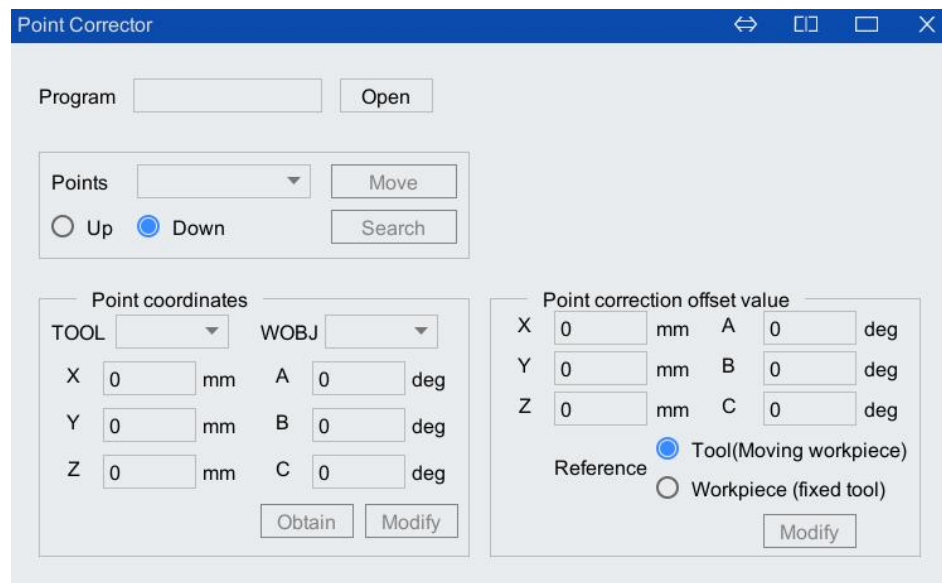 Point Corrector
Program Open
Points Move
Up Down Search
Point coordinates
TOOL WOBJ
X 0 mm A 0 deg
Y 0 mm B 0 deg
Z 0 mm C 0 deg
Obtain Modify
Point correction offset value
X 0 mm A 0 deg
Y 0 mm B 0 deg
Z 0 mm C 0 deg
Reference Tool(Moving workpiece)
Workpiece (fixed tool)
Modify